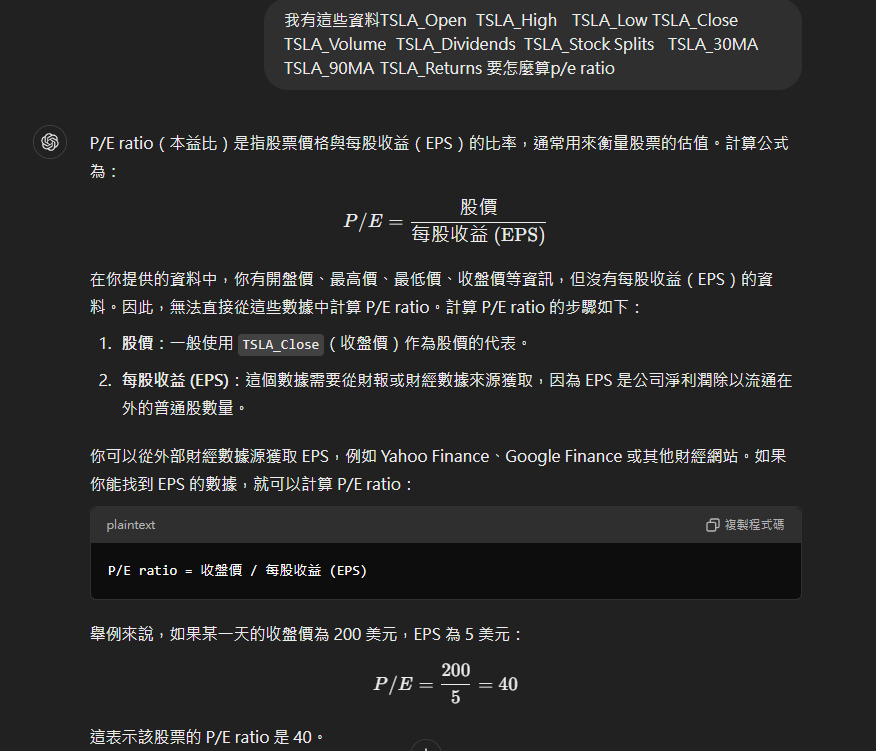 我有這些資料TSLA_Open TSLA_High TSLA_Low TSLA_Close
TSLA_Volume TSLA_Dividends TSLA_Stock Splits TSLA_30MA
TSLA_90MA TSLA_Returns 要怎麼算p/e ratio
P/E ratio（本益比）是指股票價格與每股收益（EPS）的比率，通常用來衡量股票的估值。計算公式
為：
P/E = 股價 / 每股收益 (EPS)
在你提供的資料中，你有開盤價、最高價、最低價、收盤價等資訊，但沒有每股收益（EPS）的資
料。因此，無法直接從這些數據中計算 P/E ratio。計算 P/E ratio 的步驟如下：
1. 股價：一般使用 TSLA_Close（收盤價）作為股價的代表。
2. 每股收益 (EPS)：這個數據需要從財報或財經數據來源獲取，因為 EPS 是公司淨利潤除以流通在
外的普通股數量。
你可以從外部財經數據源獲取 EPS，例如 Yahoo Finance、Google Finance 或其他財經網站。如果
你能找到 EPS 的數據，就可以計算 P/E ratio：
plaintext 複製程式碼
P/E ratio = 收盤價 / 每股收益 (EPS)
舉例來說，如果某一天的收盤價為 200 美元，EPS 為 5 美元：
P/E = 200 / 5 = 40
這表示該股票的 P/E ratio 是 40。